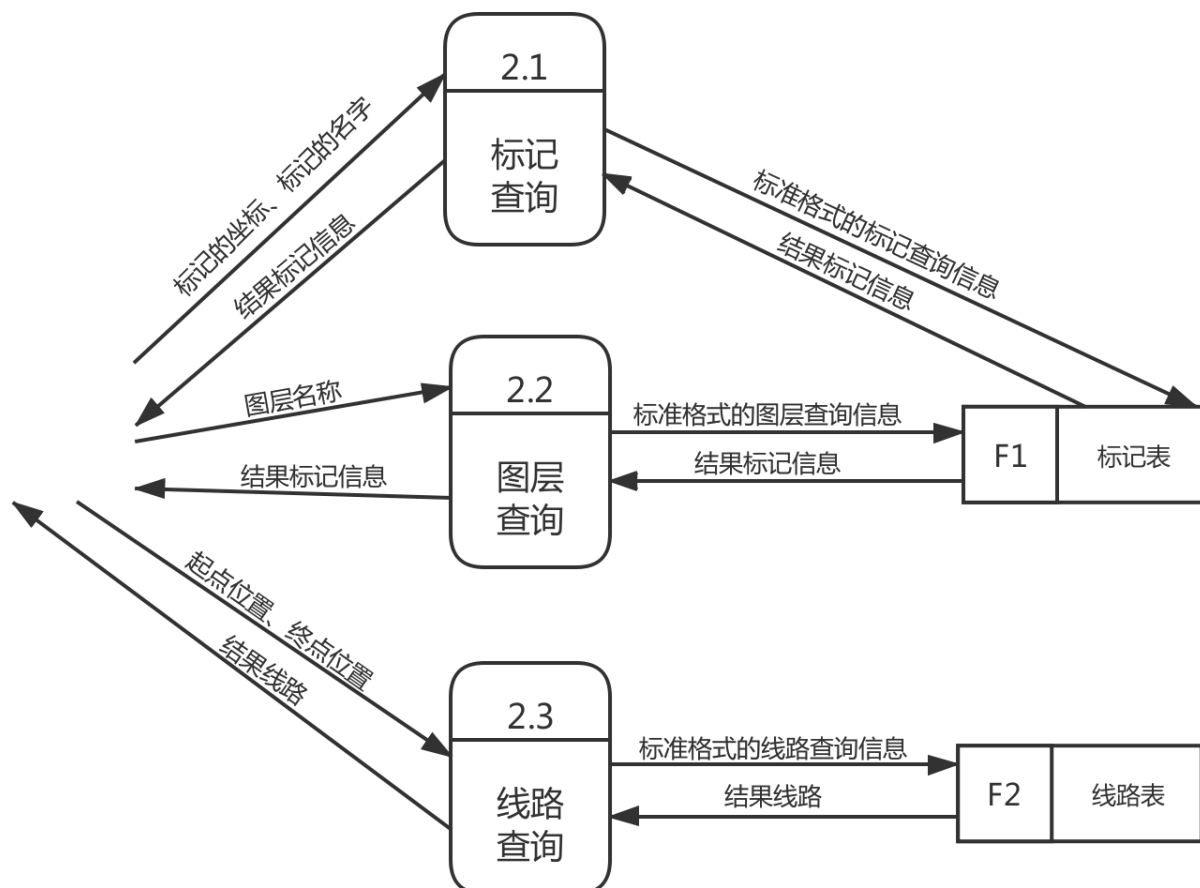 2.1
标记
查询
标记的坐标、标记的名字
结果标记信息
标准格式的标记查询信息
结果标记信息
2.2
图层
查询
图层名称
结果标记信息
标准格式的图层查询信息
结果标记信息
F1
标记表
起点位置、终点位置
结果线路
2.3
线路
查询
标准格式的线路查询信息
结果线路
F2
线路表